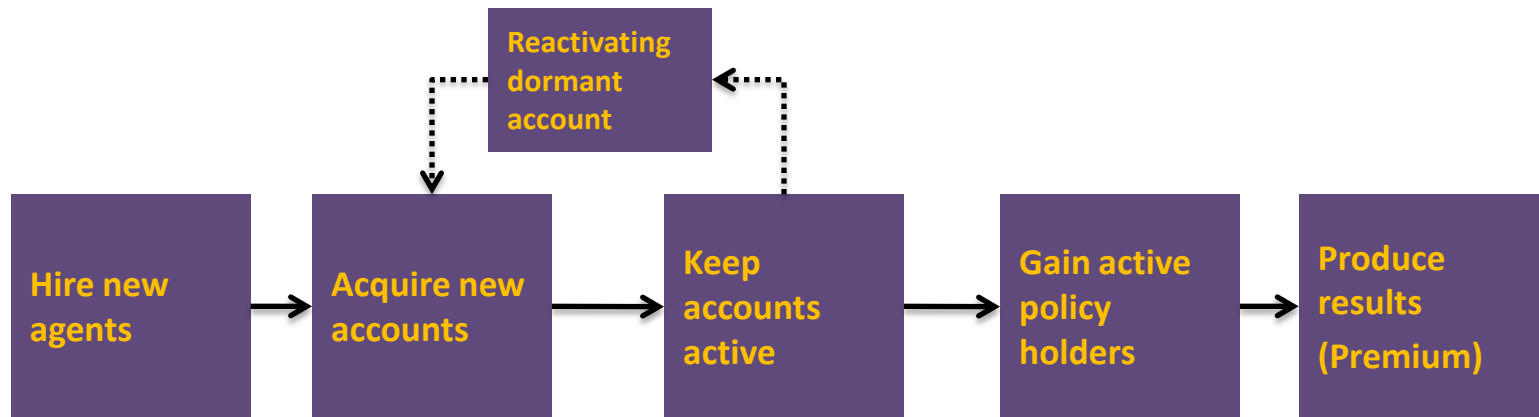 Reactivating
dormant
account
Hire new
agents
Acquire new
accounts
Keep
accounts
active
Gain active
policy
holders
Produce
results
(Premium)